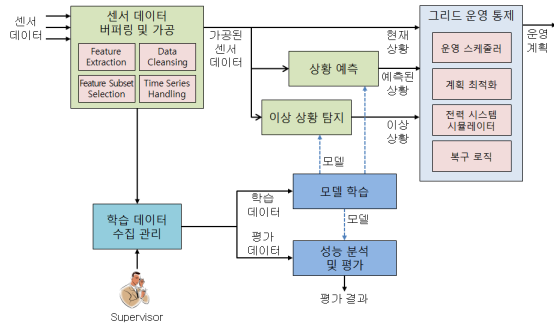 센서
데이터
센서 데이터
버퍼링 및 가공
Feature
Extraction
Data
Cleansing
Feature Subset
Selection
Time Series
Handling
가공된
센서
데이터
상황 예측
이상 상황 탐지
현재
상황
예측된
상황
이상
상황
그리드 운영 통제
운영 스케줄러
계획 최적화
전력 시스템
시뮬레이터
복구 로직
운영
계획
모델
학습 데이터
수집 관리
학습
데이터
평가
데이터
모델 학습
모델
성능 분석
및 평가
평가 결과
Supervisor